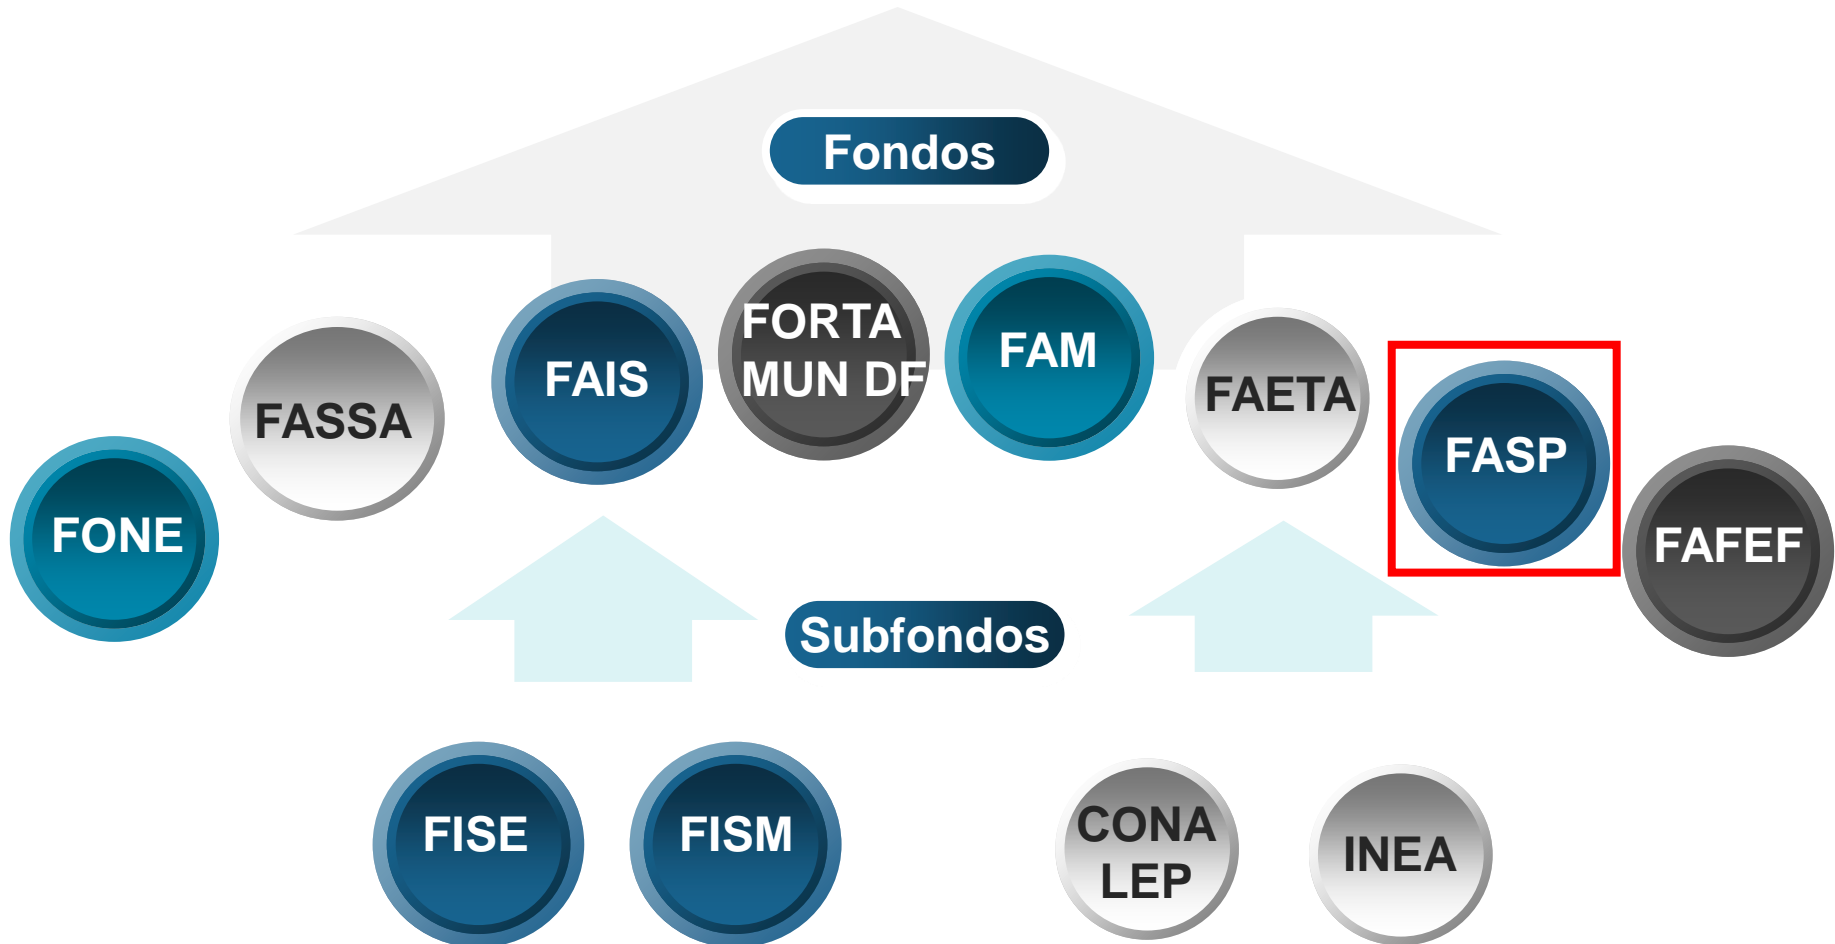 Fondos
FONE
FASSA
FAIS
FORTA
MUN DF
FAM
FAETA
FASP
FAFEF
Subfondos
FISE
FISM
CONA
LEP
INEA